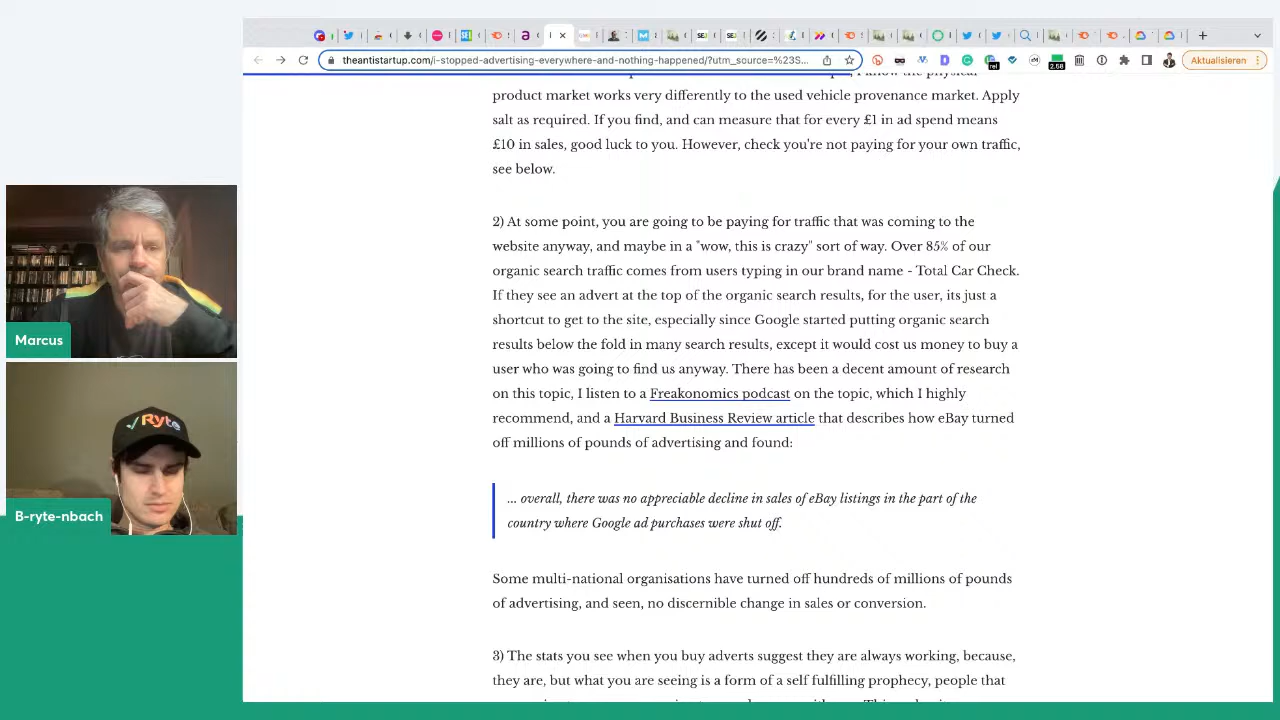 Aktualisieren
theantistartup.com/i-stopped-advertising-everywhere-and-nothing-happened/?utm_source=%23S...
rel
2.58
product market works very differently to the used vehicle provenance market. Apply
salt as required. If you find, and can measure that for every £1 in ad spend means
£10 in sales, good luck to you. However, check you're not paying for your own traffic,
see below.
2) At some point, you are going to be paying for traffic that was coming to the
website anyway, and maybe in a "wow, this is crazy" sort of way. Over 85% of our
organic search traffic comes from users typing in our brand name - Total Car Check.
If they see an advert at the top of the organic search results, for the user, its just a
shortcut to get to the site, especially since Google started putting organic search
results below the fold in many search results, except it would cost us money to buy a
user who was going to find us anyway. There has been a decent amount of research
on this topic, I listen to a Freakonomics podcast on the topic, which I highly
recommend, and a Harvard Business Review article that describes how eBay turned
off millions of pounds of advertising and found:
... overall, there was no appreciable decline in sales of eBay listings in the part of the
country where Google ad purchases were shut off.
Some multi-national organisations have turned off hundreds of millions of pounds
of advertising, and seen, no discernible change in sales or conversion.
3) The stats you see when you buy adverts suggest they are always working, because,
they are, but what you are seeing is a form of a self fulfilling prophecy, people that
Marcus
Ryte
B-ryte-nbach